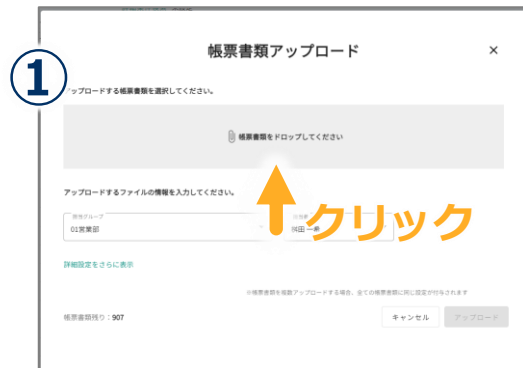 帳票書類アップロード
×
①
アップロードする帳票書類を選択してください。
帳票書類をドロップしてください
アップロードするファイルの情報を入力してください。
担当グループ
01営業部
クリック
詳細設定をさらに表示
※帳票書類を複数アップロードする場合、全ての帳票書類に同じ設定が付与されます
帳票書類残り：907
キャンセル
アップロード